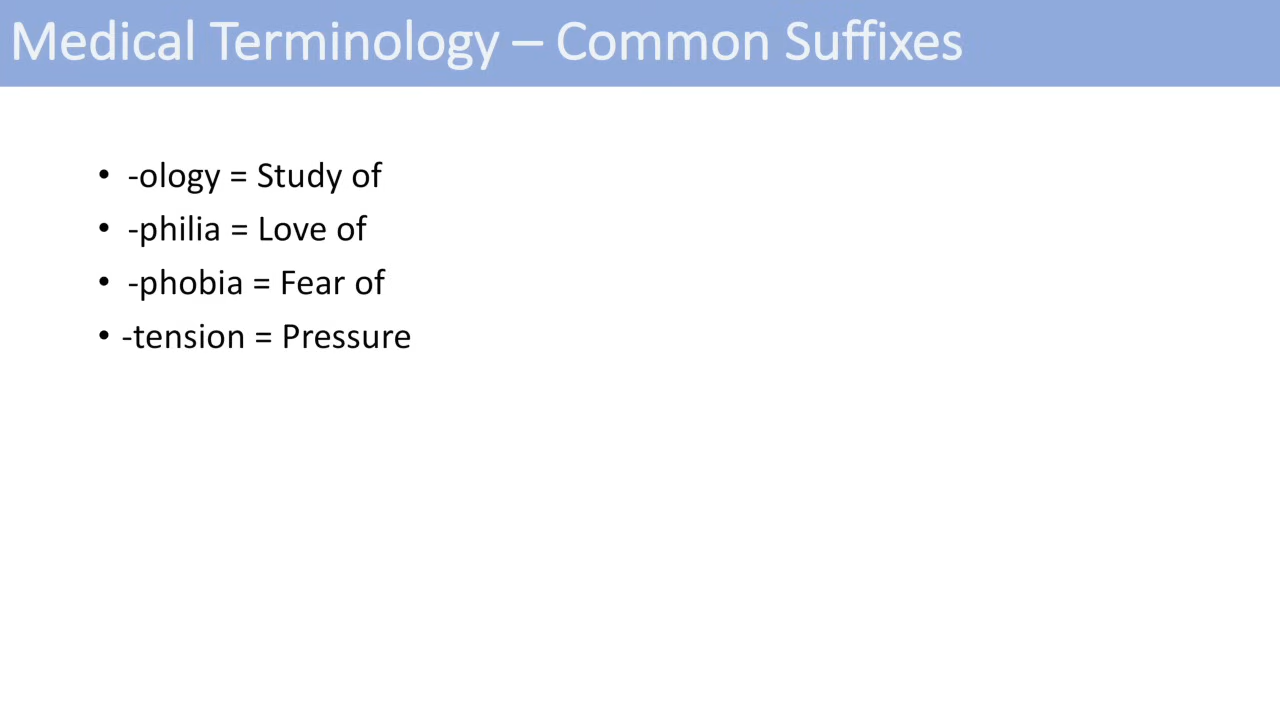 Medical Terminology – Common Suffixes
• -ology = Study of
• -philia = Love of
• -phobia = Fear of
• -tension = Pressure